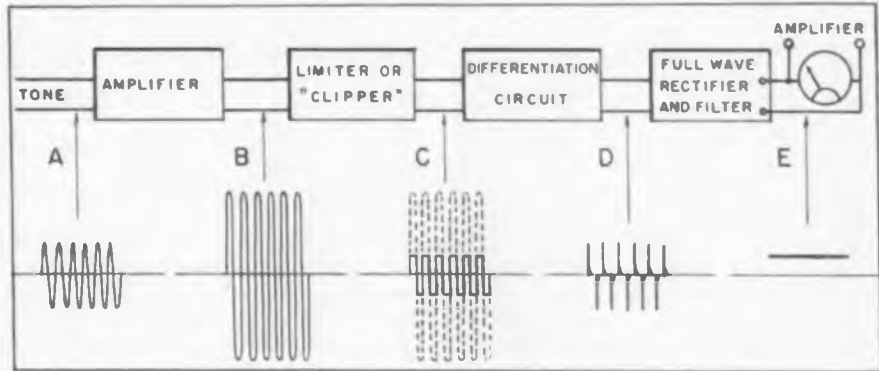 TONE
AMPLIFIER
LIMITER OR
"CLIPPER"
DIFFERENTIATION
CIRCUIT
FULL WAVE
RECTIFIER
AND FILTER
AMPLIFIER
A
B
C
D
E